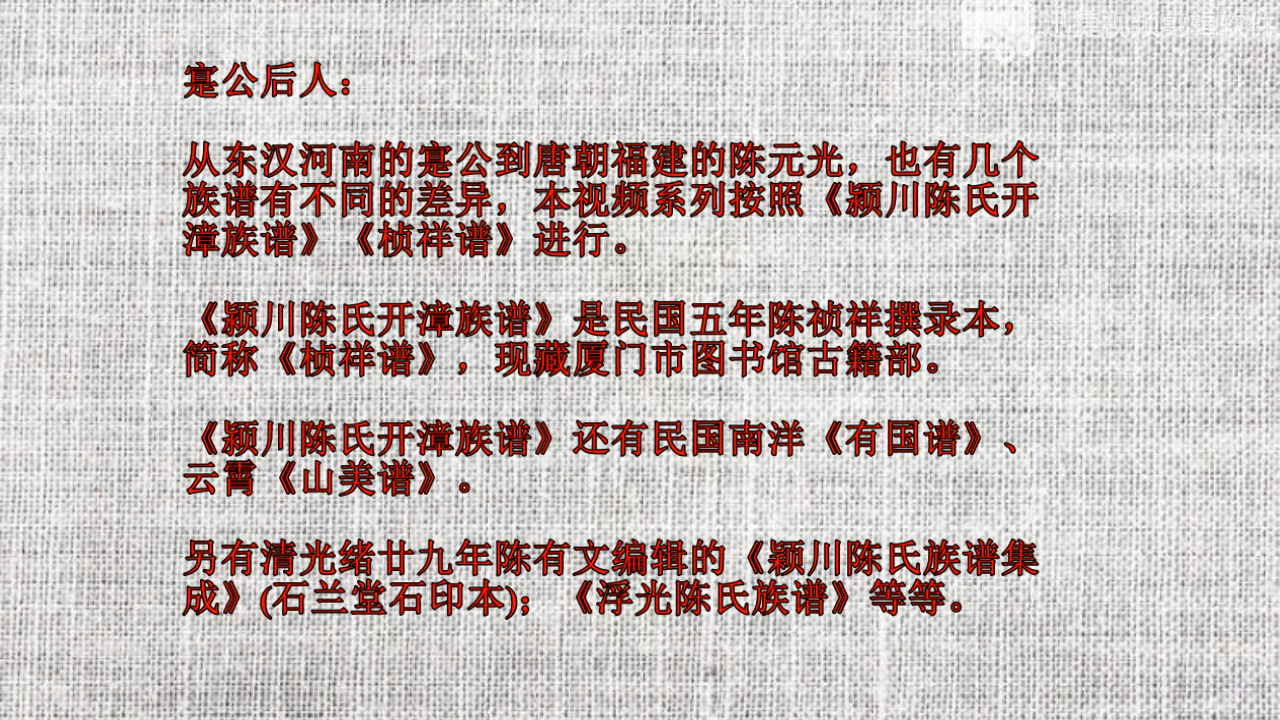 寔公后人：
从东汉河南的寔公到唐朝福建的陈元光，也有几个
族谱有不同的差异，本视频系列按照《颍川陈氏开
漳族谱》《桢祥谱》进行。
《颍川陈氏开漳族谱》是民国五年陈祯祥撰录本，
简称《桢祥谱》，现藏厦门市图书馆古籍部。
《颍川陈氏开漳族谱》还有民国南洋《有国谱》、
云霄《山美谱》。
另有清光绪廿九年陈有文编辑的《颍川陈氏族谱集
成》(石兰堂石印本)；《浮光陈氏族谱》等等。